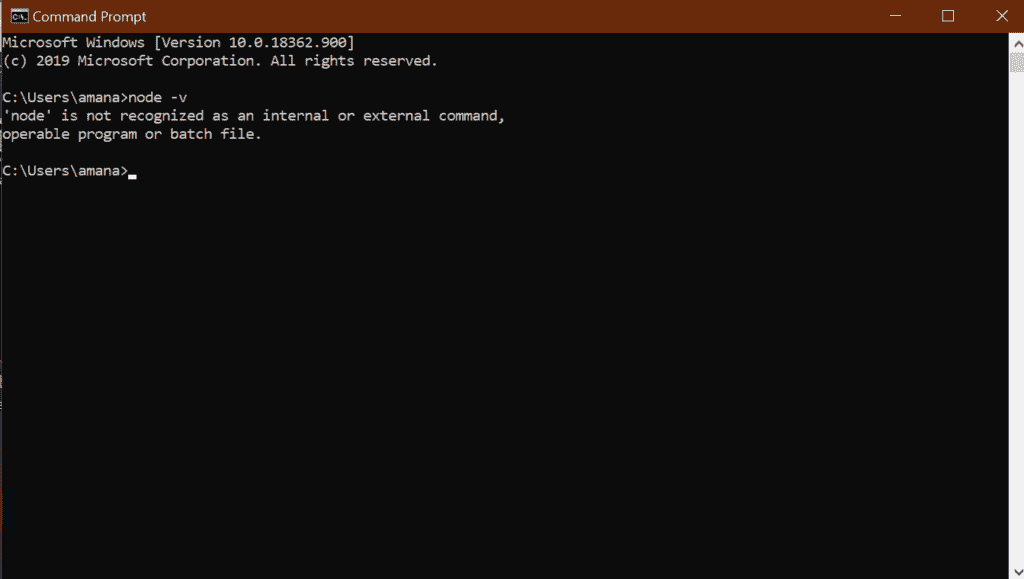 Command Prompt
Microsoft Windows [Version 10.0.18362.900]
(c) 2019 Microsoft Corporation. All rights reserved.
C:\Users\amana>node -v
'node' is not recognized as an internal or external command,
operable program or batch file.
C:\Users\amana>